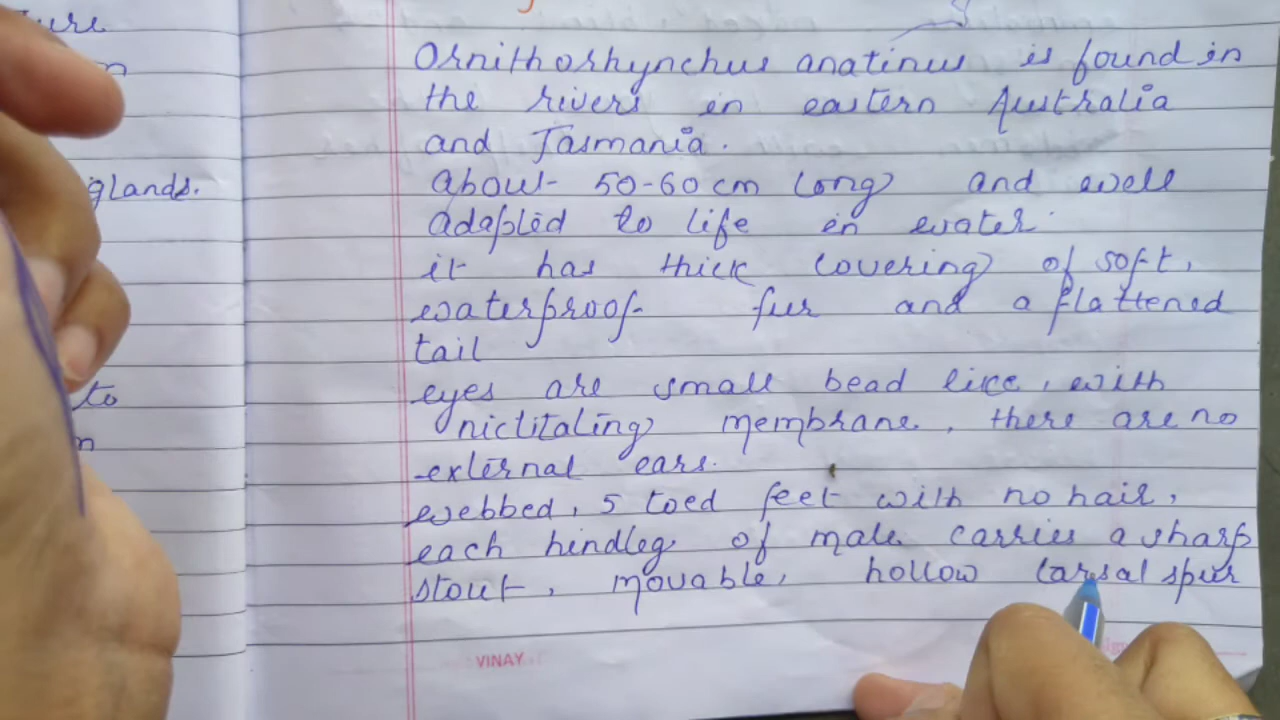 glands.
to
Ornithorhynchus anatinus is found in
the rivers in eastern Australia
and Tasmania.
About 50-60 cm long and well
adapted to life in water.
it has thick covering of soft,
waterproof fur and a flattened
tail
eyes are small bead like, with
nictitating membrane, there are no
external ears.
webbed, 5 toed feet with no hair,
each hindleg of male carries a sharp
stout, movable, hollow tarsal spur
VINAY